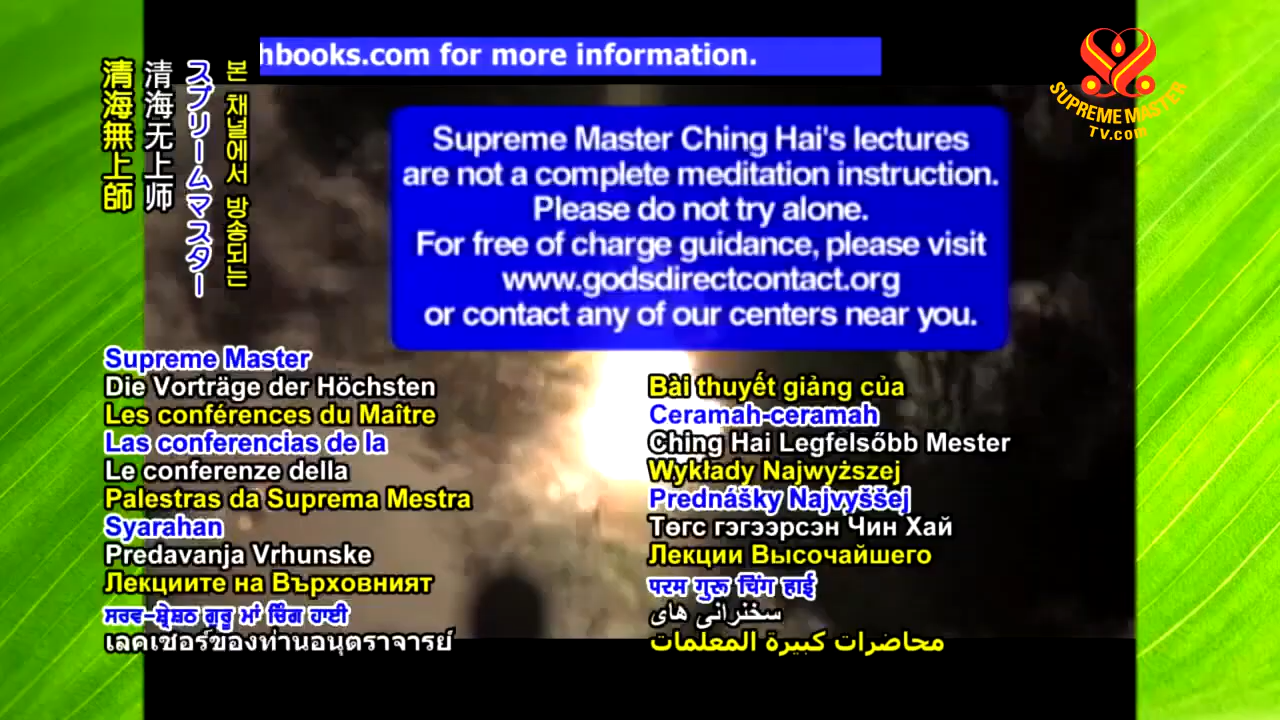 hbooks.com for more information.
SUPREME MASTER
TV.com
清海無上師
清海无上师
スプリームマスター
본 채널에서 방송되는
Supreme Master Ching Hai's lectures
are not a complete meditation instruction.
Please do not try alone.
For free of charge guidance, please visit
www.godsdirectcontact.org
or contact any of our centers near you.
Supreme Master
Die Vorträge der Höchsten
Les conférences du Maître
Las conferencias de la
Le conferenze della
Palestras da Suprema Mestra
Syarahan
Predavanja Vrhunske
Лекциите на Върховният
ਸਰਵ-ਸ਼੍ਰੇਸ਼ਠ ਗੁਰੂ ਮਾਂ ਚਿੰਗ ਹਾਈ
เลคเชอร์ของท่านอนุตราจารย์
Bài thuyết giảng của
Ceramah-ceramah
Ching Hai Legfelsőbb Mester
Wykłady Najwyższej
Prednášky Najvyššej
Төгс гэгээрсэн Чин Хай
Лекции Высочайшего
परम गुरू चिंग हाई
سخنرانی های
محاضرات كبيرة المعلمات